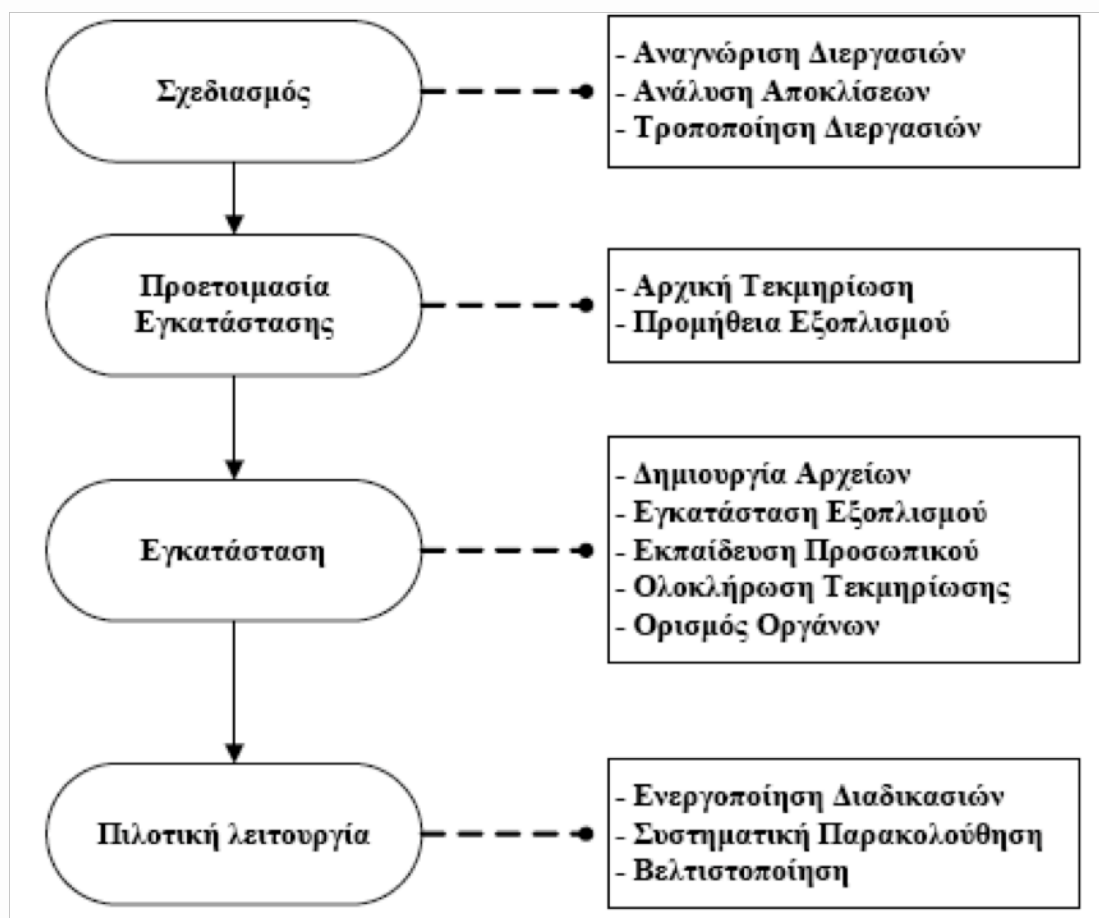 Σχεδιασμός
- Αναγνώριση Διεργασιών
- Ανάλυση Αποκλίσεων
- Τροποποίηση Διεργασιών
Προετοιμασία
Εγκατάστασης
- Αρχική Τεκμηρίωση
- Προμήθεια Εξοπλισμού
Εγκατάσταση
- Δημιουργία Αρχείων
- Εγκατάσταση Εξοπλισμού
- Εκπαίδευση Προσωπικού
- Ολοκλήρωση Τεκμηρίωσης
- Ορισμός Οργάνων
Πιλοτική λειτουργία
- Ενεργοποίηση Διαδικασιών
- Συστηματική Παρακολούθηση
- Βελτιστοποίηση